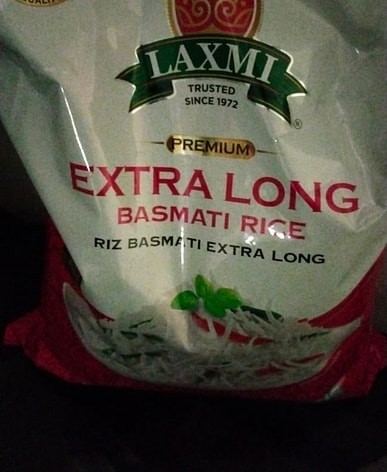 LAXMI
TRUSTED
SINCE 1972
®
PREMIUM
EXTRA LONG
BASMATI RICE
RIZ BASMATI EXTRA LONG